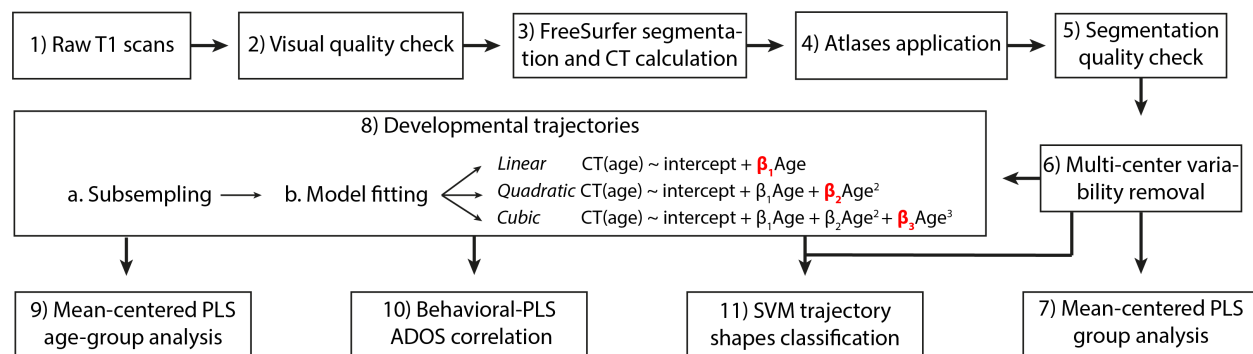 1) Raw T1 scans
2) Visual quality check
3) FreeSurfer segmenta-
tion and CT calculation
4) Atlases application
5) Segmentation
quality check
6) Multi-center varia-
bility removal
8) Developmental trajectories
a. Subsempling
b. Model fitting
Linear CT(age) ~ intercept + β₁Age
Quadratic CT(age) ~ intercept + β₁Age + β₂Age²
Cubic CT(age) ~ intercept + β₁Age + β₂Age² + β₃Age³
9) Mean-centered PLS
age-group analysis
10) Behavioral-PLS
ADOS correlation
11) SVM trajectory
shapes classification
7) Mean-centered PLS
group analysis